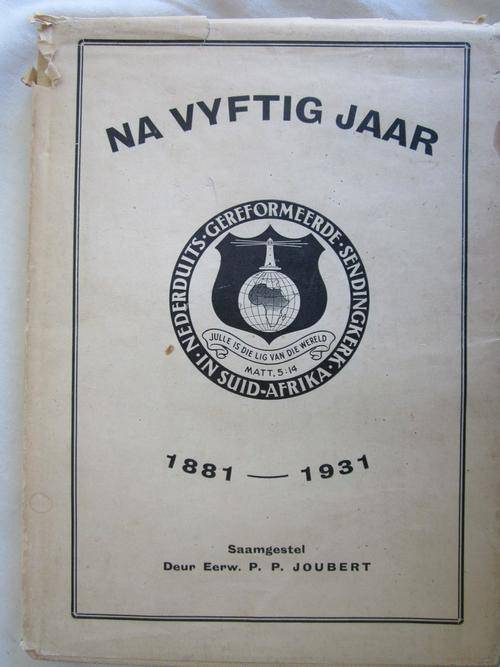 NA VYFTIG JAAR
NEDERDUITS·GEREFORMEERDE·SENDINGKERK·IN SUID-AFRIKA·
JULLE IS DIE LIG VAN DIE WERELD
MATT. 5:14
1881 — 1931
Saamgestel
Deur Eerw. P. P. JOUBERT